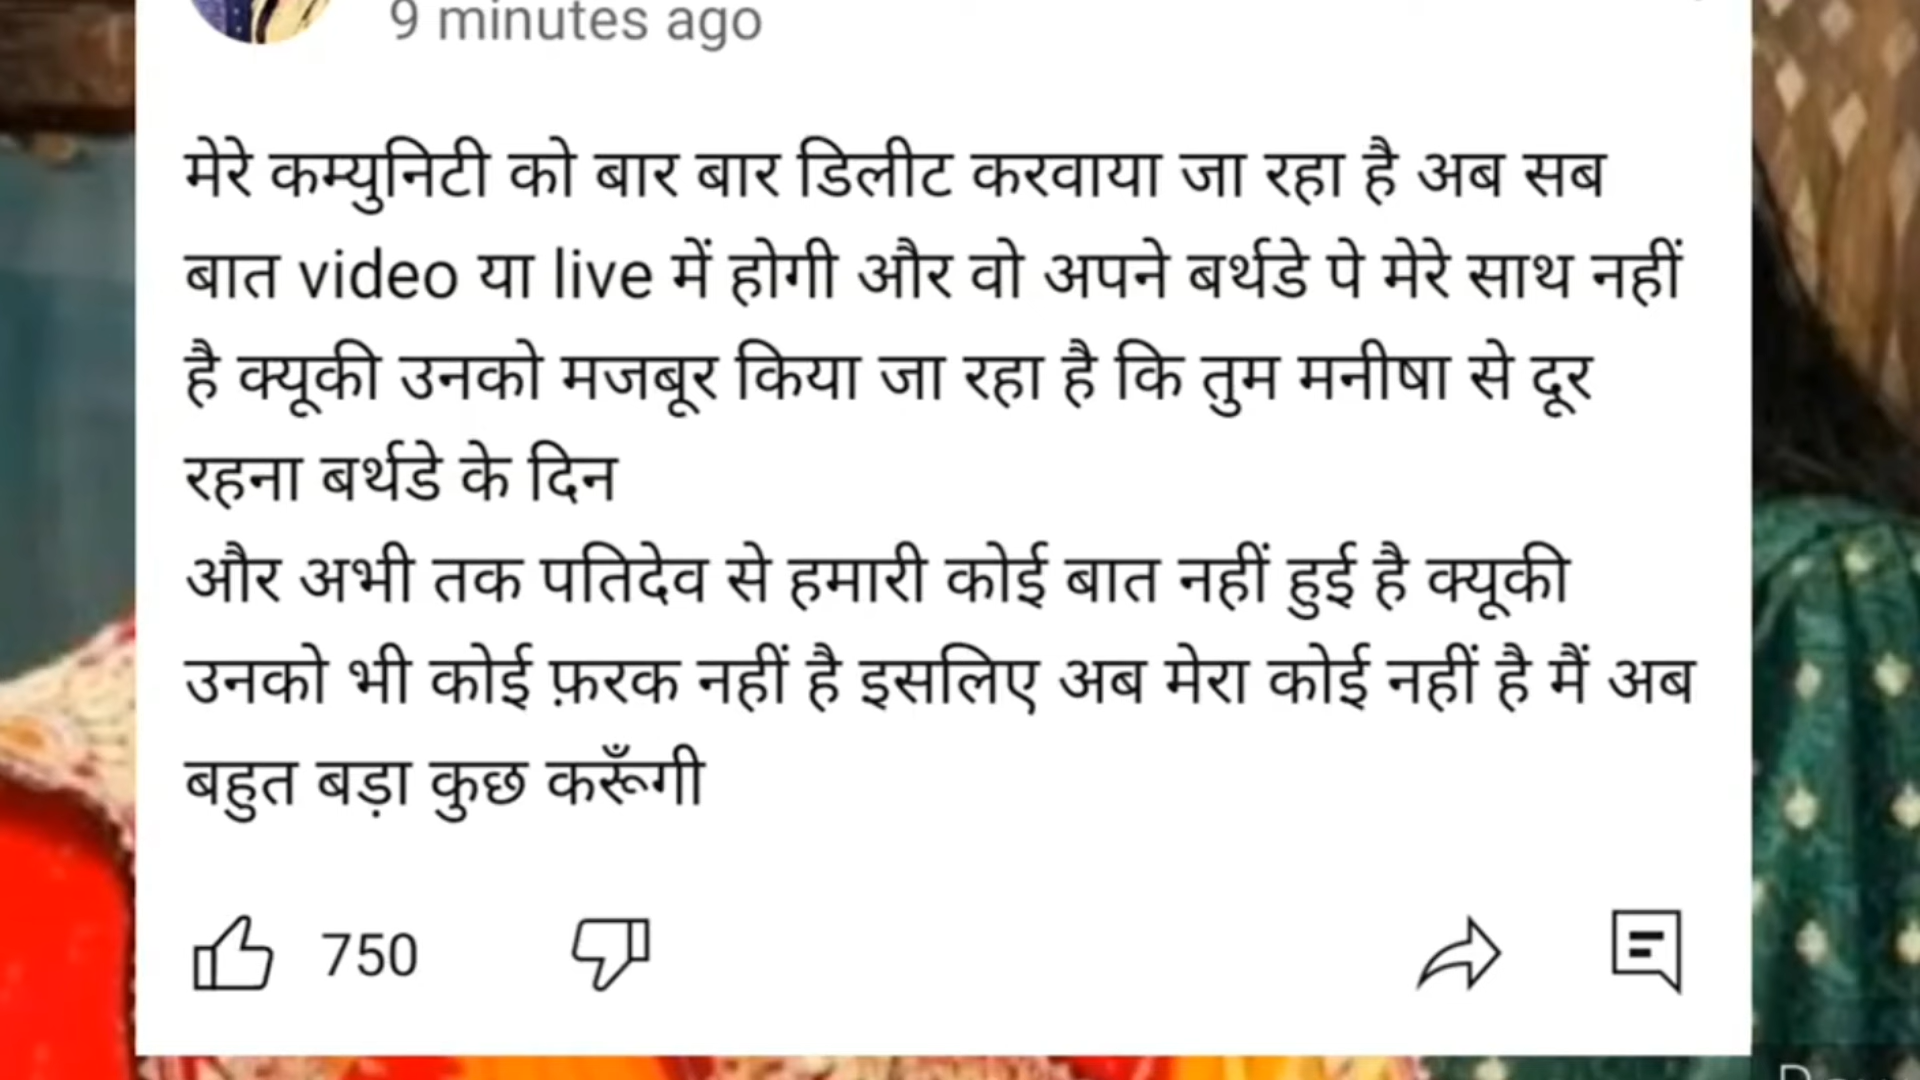 9 minutes ago
मेरे कम्युनिटी को बार बार डिलीट करवाया जा रहा है अब सब
बात video या live में होगी और वो अपने बर्थडे पे मेरे साथ नहीं
है क्यूकी उनको मजबूर किया जा रहा है कि तुम मनीषा से दूर
रहना बर्थडे के दिन
और अभी तक पतिदेव से हमारी कोई बात नहीं हुई है क्यूकी
उनको भी कोई फ़रक नहीं है इसलिए अब मेरा कोई नहीं है मैं अब
बहुत बड़ा कुछ करूँगी
750